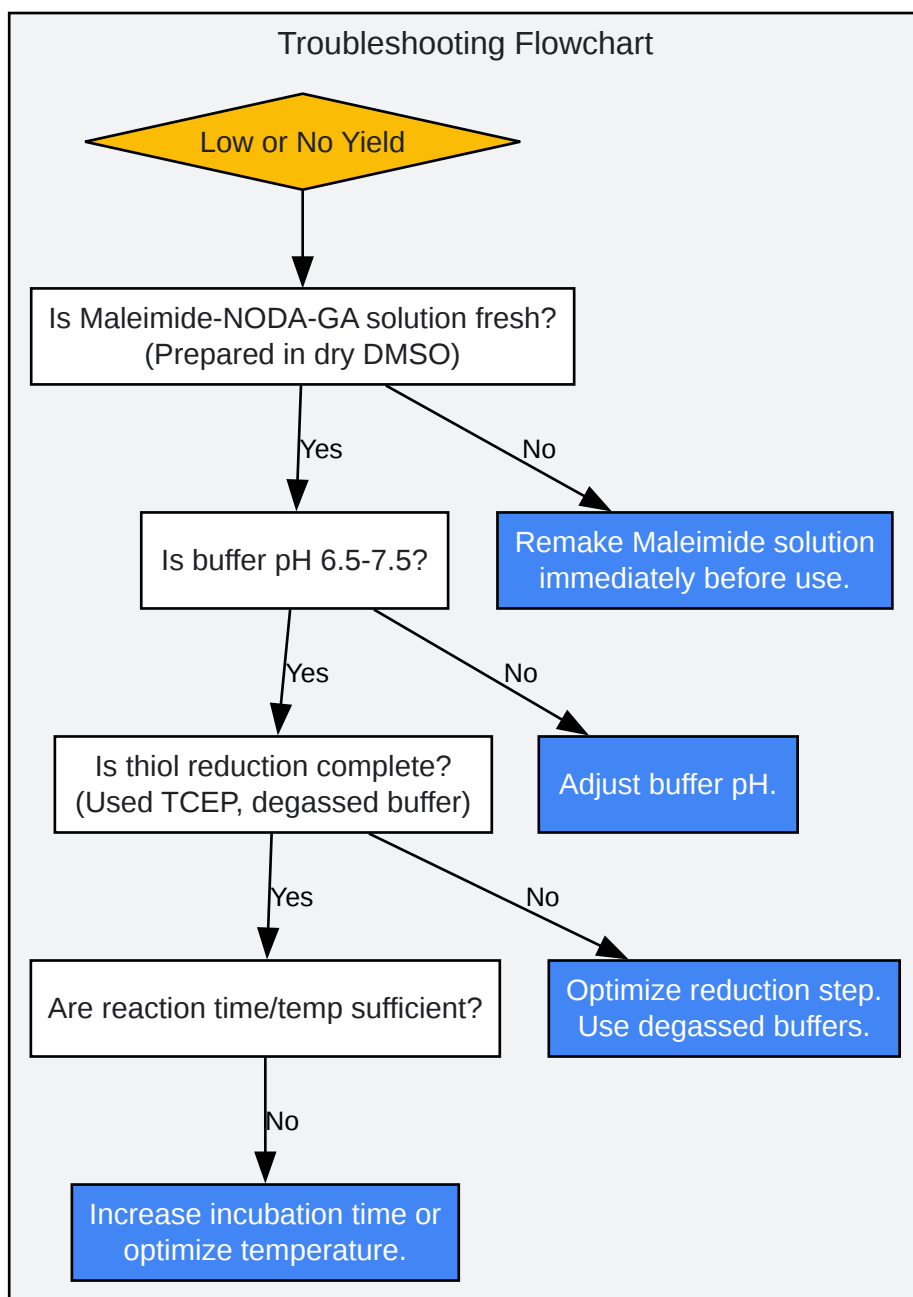 Troubleshooting Flowchart
Low or No Yield
Is Maleimide-NODA-GA solution fresh?
(Prepared in dry DMSO)
Yes
No
Is buffer pH 6.5-7.5?
Remake Maleimide solution
immediately before use.
Yes
No
Is thiol reduction complete?
(Used TCEP, degassed buffer)
Adjust buffer pH.
Yes
No
Are reaction time/temp sufficient?
Optimize reduction step.
Use degassed buffers.
No
Increase incubation time or
optimize temperature.